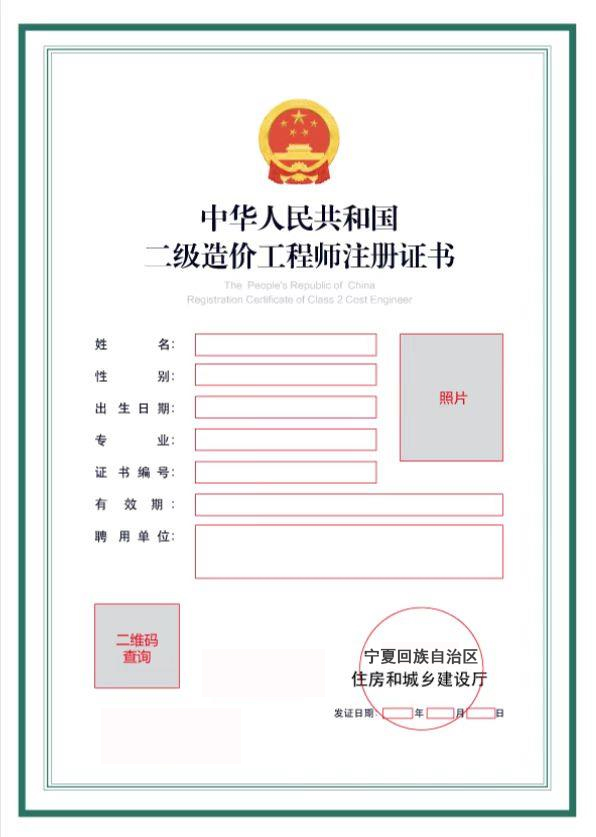 中华人民共和国
二级造价工程师注册证书
The People's Republic of China
Registration Certificate of Class 2 Cost Engineer
姓名:
性别:
出生日期:
专业:
证书编号:
有效期:
聘用单位:
照片
二维码
查询
宁夏回族自治区
住房和城乡建设厅
发证日期: 年 月 日